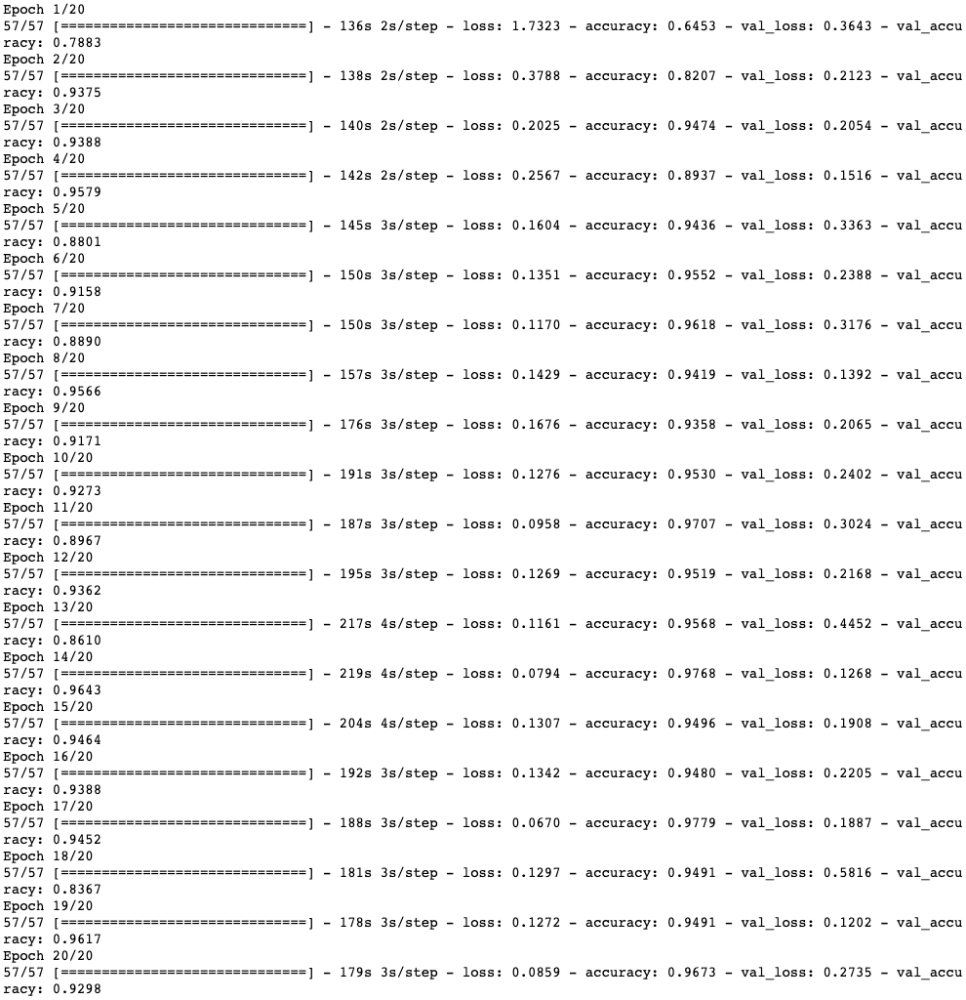 Epoch 1/20
57/57 [==============================] - 136s 2s/step - loss: 1.7323 - accuracy: 0.6453 - val_loss: 0.3643 - val_accu
racy: 0.7883
Epoch 2/20
57/57 [==============================] - 138s 2s/step - loss: 0.3788 - accuracy: 0.8207 - val_loss: 0.2123 - val_accu
racy: 0.9375
Epoch 3/20
57/57 [==============================] - 140s 2s/step - loss: 0.2025 - accuracy: 0.9474 - val_loss: 0.2054 - val_accu
racy: 0.9388
Epoch 4/20
57/57 [==============================] - 142s 2s/step - loss: 0.2567 - accuracy: 0.8937 - val_loss: 0.1516 - val_accu
racy: 0.9579
Epoch 5/20
57/57 [==============================] - 145s 3s/step - loss: 0.1604 - accuracy: 0.9436 - val_loss: 0.3363 - val_accu
racy: 0.8801
Epoch 6/20
57/57 [==============================] - 150s 3s/step - loss: 0.1351 - accuracy: 0.9552 - val_loss: 0.2388 - val_accu
racy: 0.9158
Epoch 7/20
57/57 [==============================] - 150s 3s/step - loss: 0.1170 - accuracy: 0.9618 - val_loss: 0.3176 - val_accu
racy: 0.8890
Epoch 8/20
57/57 [==============================] - 157s 3s/step - loss: 0.1429 - accuracy: 0.9419 - val_loss: 0.1392 - val_accu
racy: 0.9566
Epoch 9/20
57/57 [==============================] - 176s 3s/step - loss: 0.1676 - accuracy: 0.9358 - val_loss: 0.2065 - val_accu
racy: 0.9171
Epoch 10/20
57/57 [==============================] - 191s 3s/step - loss: 0.1276 - accuracy: 0.9530 - val_loss: 0.2402 - val_accu
racy: 0.9273
Epoch 11/20
57/57 [==============================] - 187s 3s/step - loss: 0.0958 - accuracy: 0.9707 - val_loss: 0.3024 - val_accu
racy: 0.8967
Epoch 12/20
57/57 [==============================] - 195s 3s/step - loss: 0.1269 - accuracy: 0.9519 - val_loss: 0.2168 - val_accu
racy: 0.9362
Epoch 13/20
57/57 [==============================] - 217s 4s/step - loss: 0.1161 - accuracy: 0.9568 - val_loss: 0.4452 - val_accu
racy: 0.8610
Epoch 14/20
57/57 [==============================] - 219s 4s/step - loss: 0.0794 - accuracy: 0.9768 - val_loss: 0.1268 - val_accu
racy: 0.9643
Epoch 15/20
57/57 [==============================] - 204s 4s/step - loss: 0.1307 - accuracy: 0.9496 - val_loss: 0.1908 - val_accu
racy: 0.9464
Epoch 16/20
57/57 [==============================] - 192s 3s/step - loss: 0.1342 - accuracy: 0.9480 - val_loss: 0.2205 - val_accu
racy: 0.9388
Epoch 17/20
57/57 [==============================] - 188s 3s/step - loss: 0.0670 - accuracy: 0.9779 - val_loss: 0.1887 - val_accu
racy: 0.9452
Epoch 18/20
57/57 [==============================] - 181s 3s/step - loss: 0.1297 - accuracy: 0.9491 - val_loss: 0.5816 - val_accu
racy: 0.8367
Epoch 19/20
57/57 [==============================] - 178s 3s/step - loss: 0.1272 - accuracy: 0.9491 - val_loss: 0.1202 - val_accu
racy: 0.9617
Epoch 20/20
57/57 [==============================] - 179s 3s/step - loss: 0.0859 - accuracy: 0.9673 - val_loss: 0.2735 - val_accu
racy: 0.9298